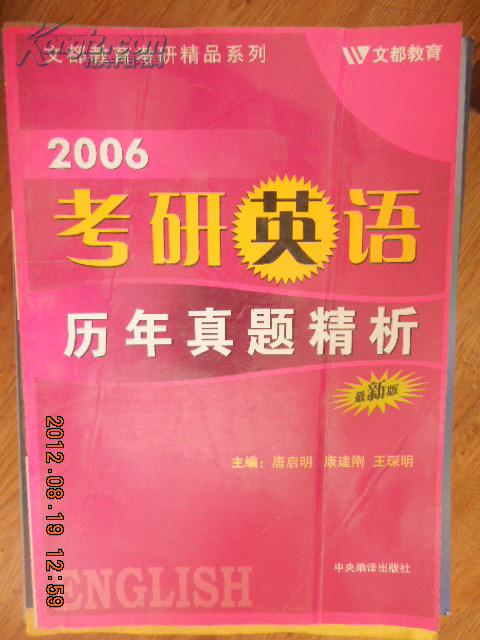 文都教育考研精品系列
文都教育
2006
考研英语
历年真题精析
最新版
主编：唐启明 康建刚 王琛明
中央编译出版社
ENGLISH
2012.08.19 12:59